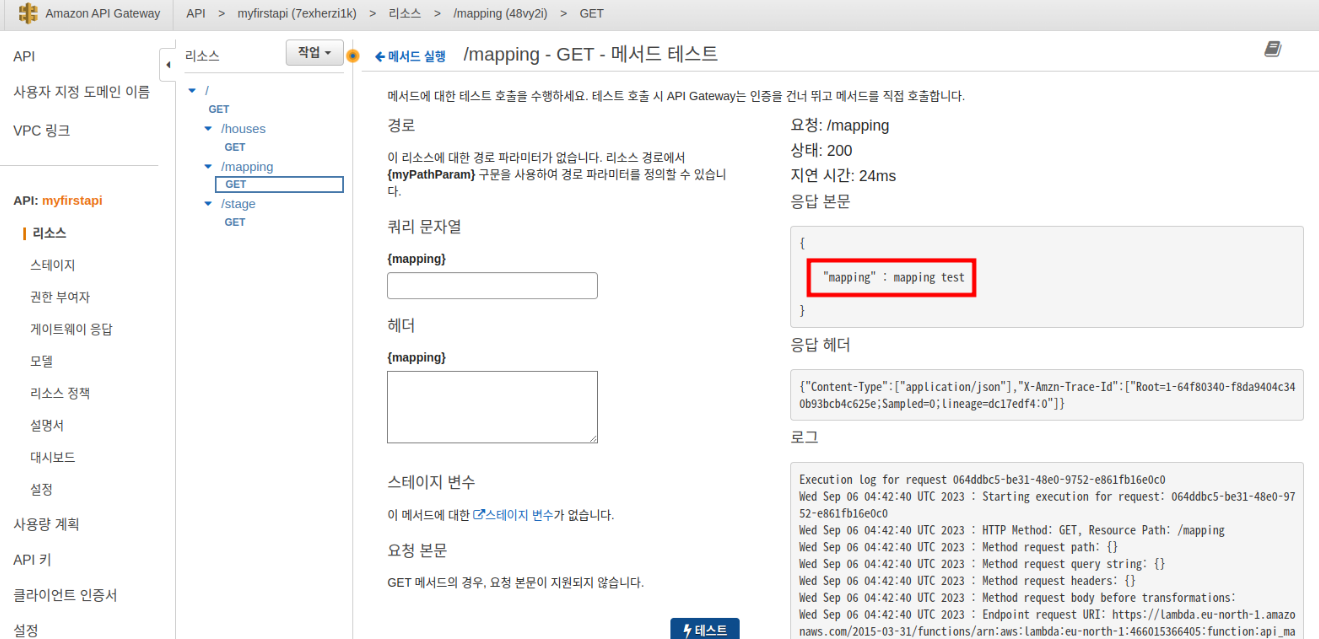 Amazon API Gateway
API > myfirstapi (7exherzi1k) > 리소스 > /mapping (48vy2i) > GET
API
사용자 지정 도메인 이름
VPC 링크
API: myfirstapi
리소스
스테이지
권한 부여자
게이트웨이 응답
모델
리소스 정책
설명서
대시보드
설정
사용량 계획
API 키
클라이언트 인증서
설정
리소스
작업
/
GET
/houses
GET
/mapping
GET
/stage
GET
메서드 실행
/mapping - GET - 메서드 테스트
메서드에 대한 테스트 호출을 수행하세요. 테스트 호출 시 API Gateway는 인증을 건너 뛰고 메서드를 직접 호출합니다.
경로
이 리소스에 대한 경로 파라미터가 없습니다. 리소스 경로에서
{myPathParam} 구문을 사용하여 경로 파라미터를 정의할 수 있습니
다.
쿼리 문자열
{mapping}
헤더
{mapping}
스테이지 변수
이 메서드에 대한 스테이지 변수가 없습니다.
요청 본문
GET 메서드의 경우, 요청 본문이 지원되지 않습니다.
테스트
요청: /mapping
상태: 200
지연 시간: 24ms
응답 본문
{
"mapping" : mapping test
}
응답 헤더
{"Content-Type":["application/json"],"X-Amzn-Trace-Id":["Root=1-64f80340-f8da9404c34
0b93bcb4c625e;Sampled=0;lineage=dc17edf4:0"]}
로그
Execution log for request 064ddbc5-be31-48e0-9752-e861fb16e0c0
Wed Sep 06 04:42:40 UTC 2023 : Starting execution for request: 064ddbc5-be31-48e0-97
52-e861fb16e0c0
Wed Sep 06 04:42:40 UTC 2023 : HTTP Method: GET, Resource Path: /mapping
Wed Sep 06 04:42:40 UTC 2023 : Method request path: {}
Wed Sep 06 04:42:40 UTC 2023 : Method request query string: {}
Wed Sep 06 04:42:40 UTC 2023 : Method request headers: {}
Wed Sep 06 04:42:40 UTC 2023 : Method request body before transformations:
Wed Sep 06 04:42:40 UTC 2023 : Endpoint request URI: https://lambda.eu-north-1.amazo
naws.com/2015-03-31/functions/arn:aws:lambda:eu-north-1:466015366405:function:api_ma